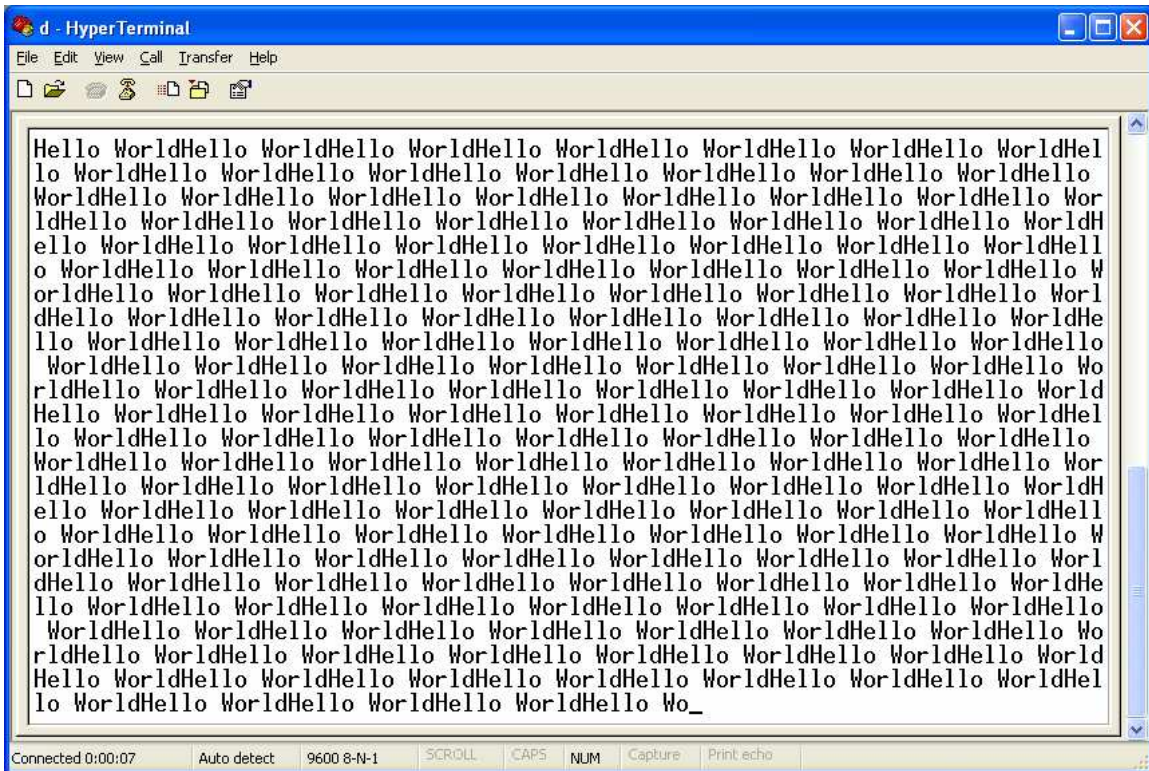 d - HyperTerminal
File Edit View Call Transfer Help
Hello WorldHello WorldHello WorldHello WorldHello WorldHello WorldHello WorldHel
lo WorldHello WorldHello WorldHello WorldHello WorldHello WorldHello WorldHello
WorldHello WorldHello WorldHello WorldHello WorldHello WorldHello WorldHello Wor
ldHello WorldHello WorldHello WorldHello WorldHello WorldHello WorldHello WorldH
ello WorldHello WorldHello WorldHello WorldHello WorldHello WorldHello WorldHell
o WorldHello WorldHello WorldHello WorldHello WorldHello WorldHello WorldHello W
orldHello WorldHello WorldHello WorldHello WorldHello WorldHello WorldHello Worl
dHello WorldHello WorldHello WorldHello WorldHello WorldHello WorldHello WorldHe
llo WorldHello WorldHello WorldHello WorldHello WorldHello WorldHello WorldHello
 WorldHello WorldHello WorldHello WorldHello WorldHello WorldHello WorldHello Wo
rldHello WorldHello WorldHello WorldHello WorldHello WorldHello WorldHello World
Hello WorldHello WorldHello WorldHello WorldHello WorldHello WorldHello WorldHel
lo WorldHello WorldHello WorldHello WorldHello WorldHello WorldHello WorldHello
WorldHello WorldHello WorldHello WorldHello WorldHello WorldHello WorldHello Wor
ldHello WorldHello WorldHello WorldHello WorldHello WorldHello WorldHello WorldH
ello WorldHello WorldHello WorldHello WorldHello WorldHello WorldHello WorldHell
o WorldHello WorldHello WorldHello WorldHello WorldHello WorldHello WorldHello W
orldHello WorldHello WorldHello WorldHello WorldHello WorldHello WorldHello Worl
dHello WorldHello WorldHello WorldHello WorldHello WorldHello WorldHello WorldHe
llo WorldHello WorldHello WorldHello WorldHello WorldHello WorldHello WorldHello
 WorldHello WorldHello WorldHello WorldHello WorldHello WorldHello WorldHello Wo
rldHello WorldHello WorldHello WorldHello WorldHello WorldHello WorldHello World
Hello WorldHello WorldHello WorldHello WorldHello WorldHello WorldHello WorldHel
lo WorldHello WorldHello WorldHello WorldHello Wo_
Connected 0:00:07 Auto detect 9600 8-N-1 SCROLL CAPS NUM Capture Print echo